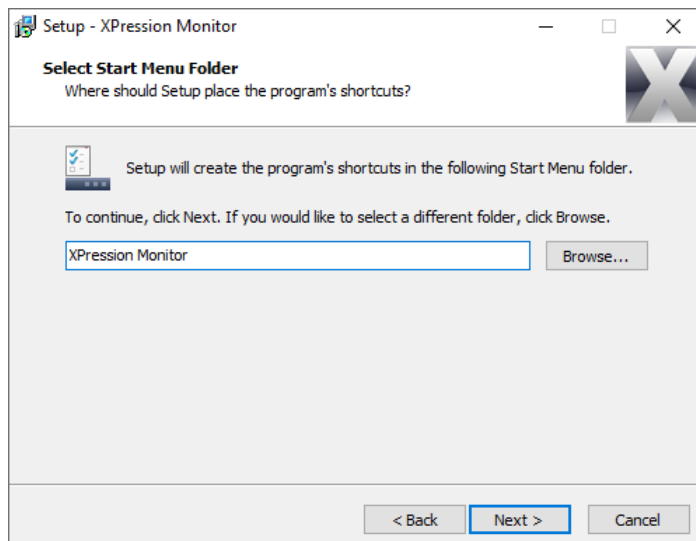 Setup - XPression Monitor
Select Start Menu Folder
Where should Setup place the program's shortcuts?
X
Setup will create the program's shortcuts in the following Start Menu folder.
To continue, click Next. If you would like to select a different folder, click Browse.
XPression Monitor
Browse...
< Back
Next >
Cancel